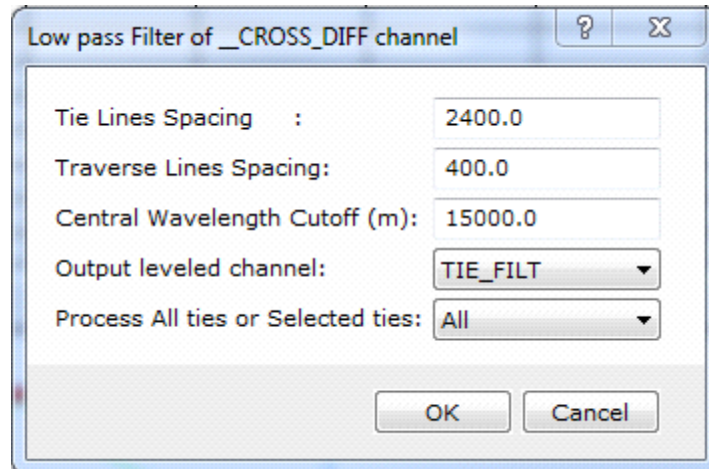 Low pass Filter of __CROSS_DIFF channel
Tie Lines Spacing : 2400.0
Traverse Lines Spacing: 400.0
Central Wavelength Cutoff (m): 15000.0
Output leveled channel: TIE_FILT
Process All ties or Selected ties: All
OK Cancel